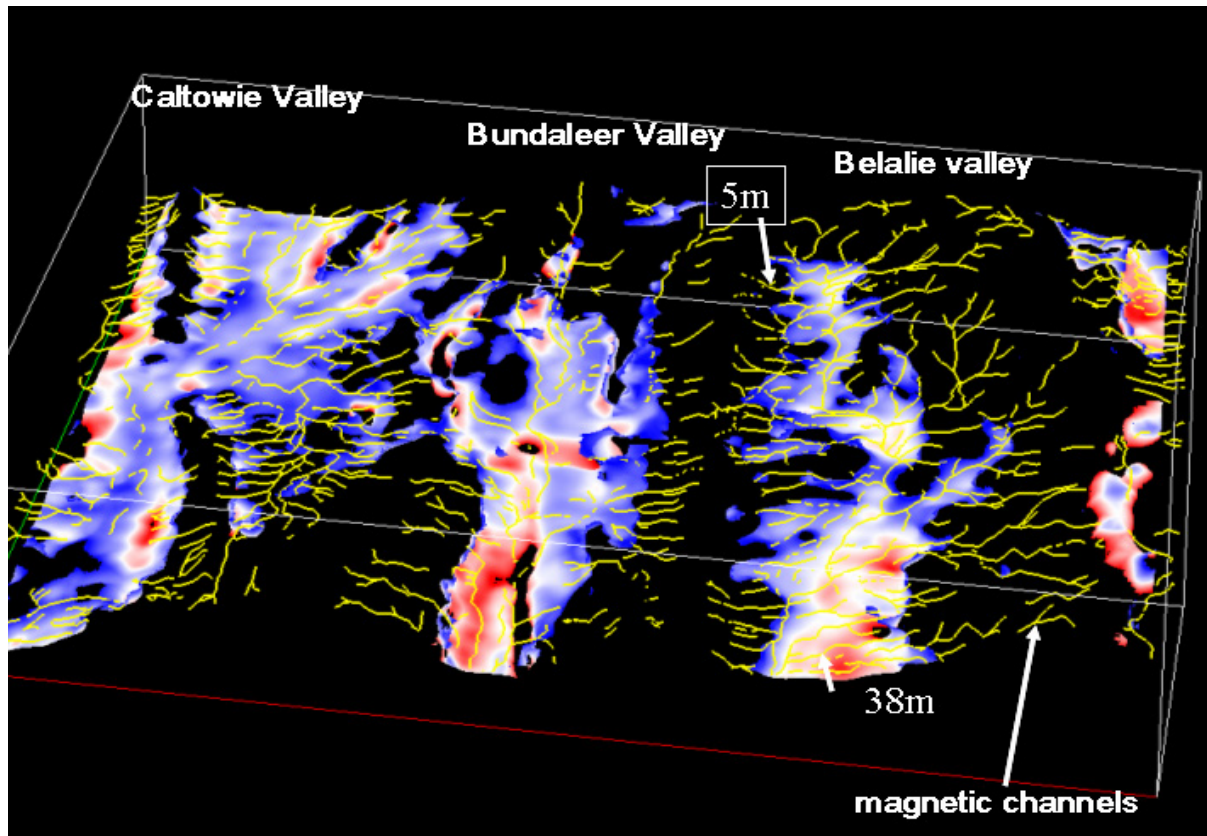 Caltowie Valley
Bundaleer Valley
Belalie valley
5m
38m
magnetic channels